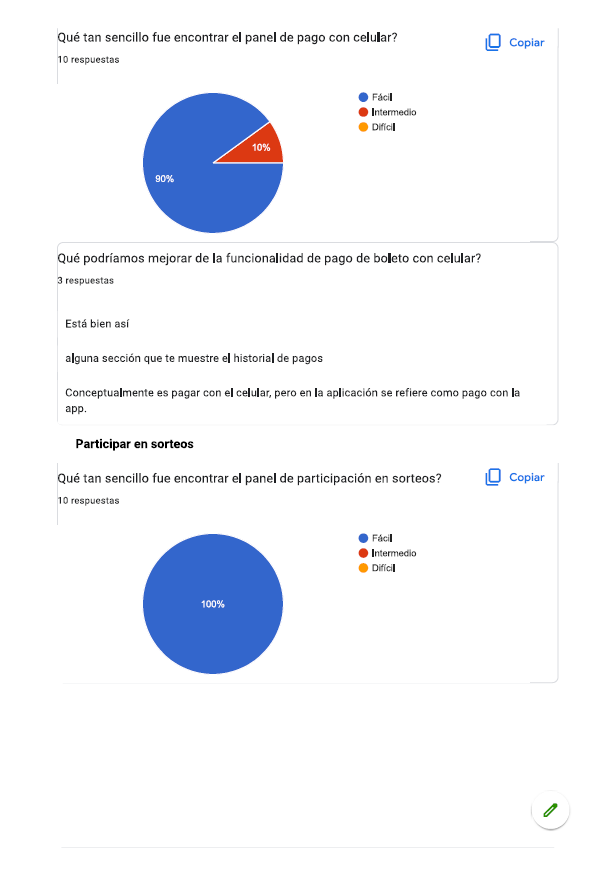 Qué tan sencillo fue encontrar el panel de pago con celular?
Copiar
10 respuestas
Fácil
Intermedio
Difícil
10%
90%
Qué podríamos mejorar de la funcionalidad de pago de boleto con celular?
3 respuestas
Está bien así
alguna sección que te muestre el historial de pagos
Conceptualmente es pagar con el celular, pero en la aplicación se refiere como pago con la
app.
Participar en sorteos
Qué tan sencillo fue encontrar el panel de participación en sorteos?
Copiar
10 respuestas
Fácil
Intermedio
Difícil
100%